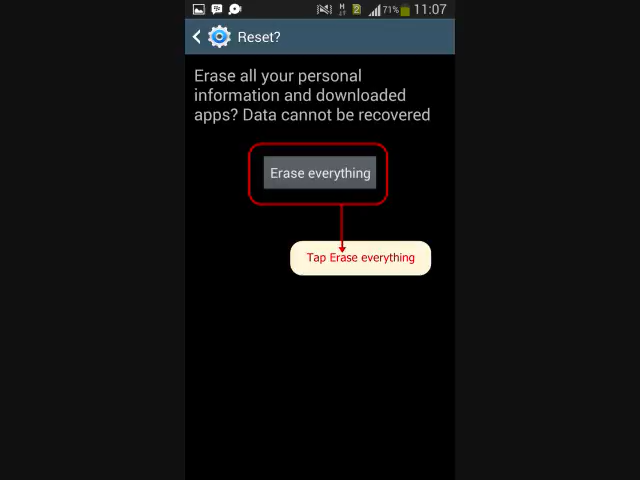 71% 11:07
Reset?
Erase all your personal
information and downloaded
apps? Data cannot be recovered
Erase everything
Tap Erase everything